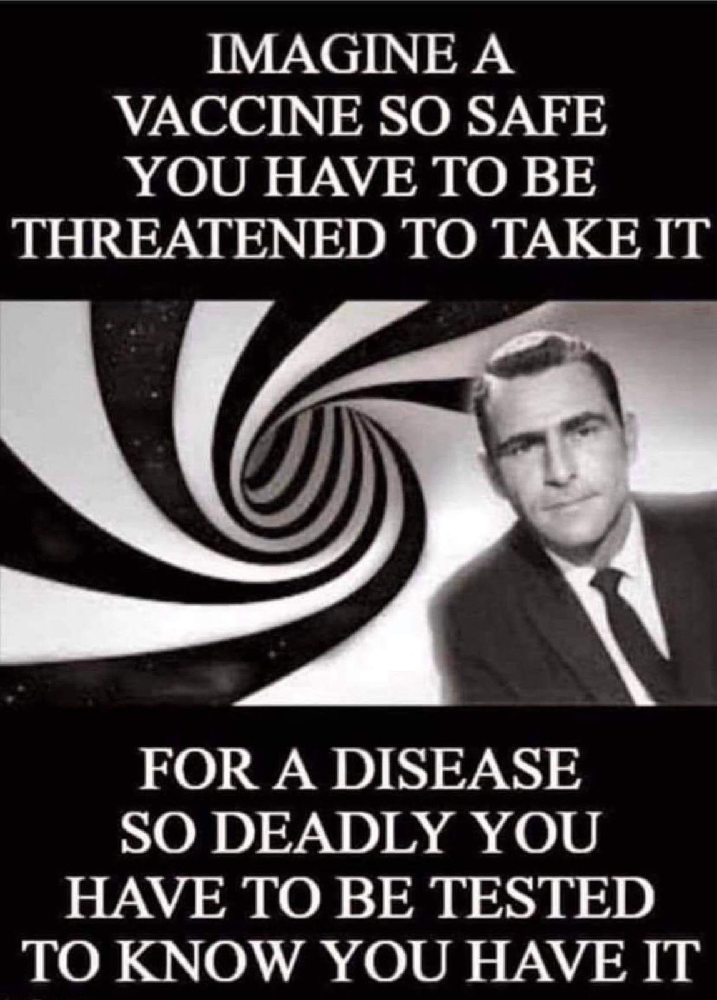 IMAGINE A
VACCINE SO SAFE
YOU HAVE TO BE
THREATENED TO TAKE IT
FOR A DISEASE
SO DEADLY YOU
HAVE TO BE TESTED
TO KNOW YOU HAVE IT